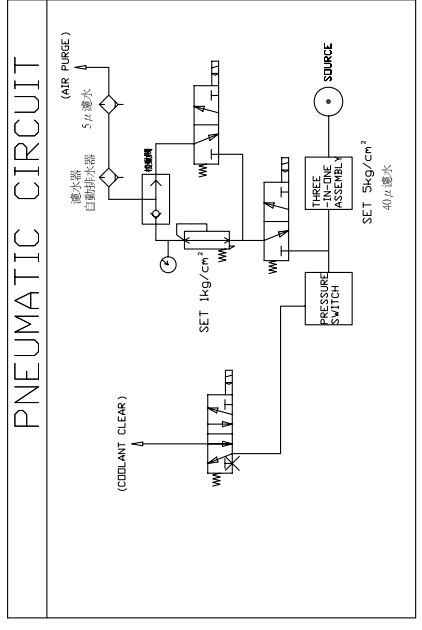 PNEUMATIC CIRCUIT
(AIR PURGE)
5μ濾水
濾水器
自動排水器
(COOLANT CLEAR)
SET 1kg/cm²
SOURCE
THREE
-IN-ONE
ASSEMBLY
SET 5kg/cm²
40μ濾水
PRESSURE
SWITCH